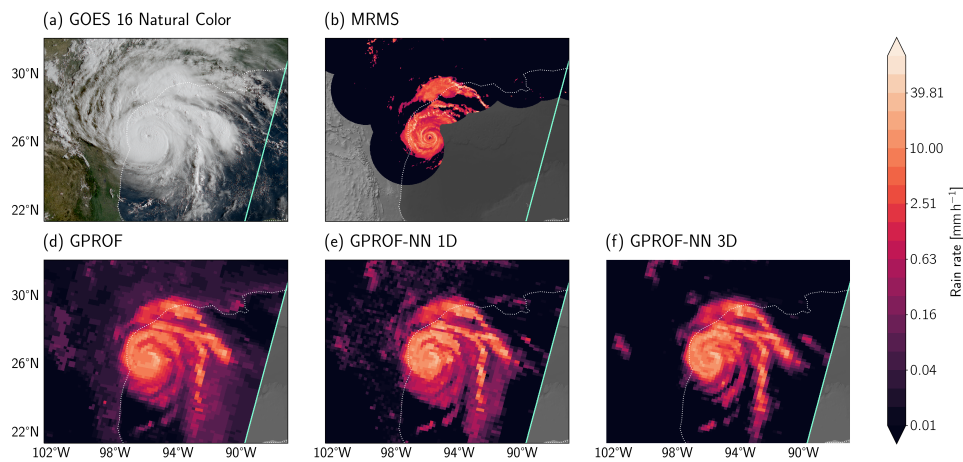 (a) GOES 16 Natural Color
(b) MRMS
30°N
26°N
22°N
(d) GPROF
(e) GPROF-NN 1D
(f) GPROF-NN 3D
30°N
26°N
22°N
102°W 98°W 94°W 90°W
102°W 98°W 94°W 90°W
102°W 98°W 94°W 90°W
39.81
10.00
2.51
0.63
0.16
0.04
0.01
Rain rate [mm h⁻¹]